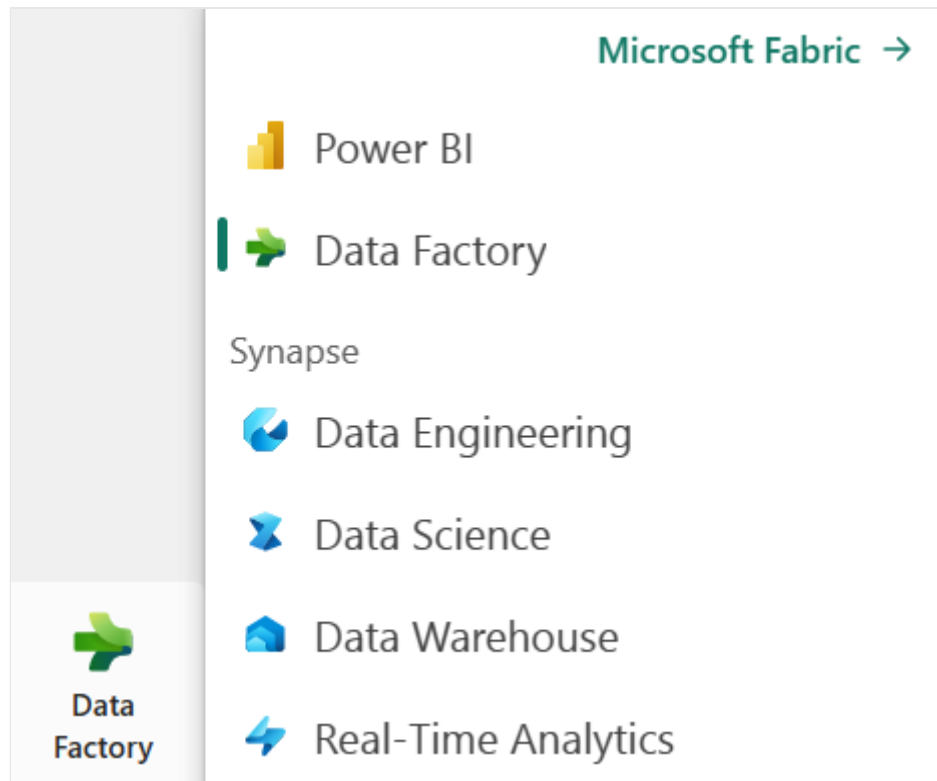 Microsoft Fabric →
Power BI
Data Factory
Synapse
Data Engineering
Data Science
Data Warehouse
Real-Time Analytics
Data
Factory